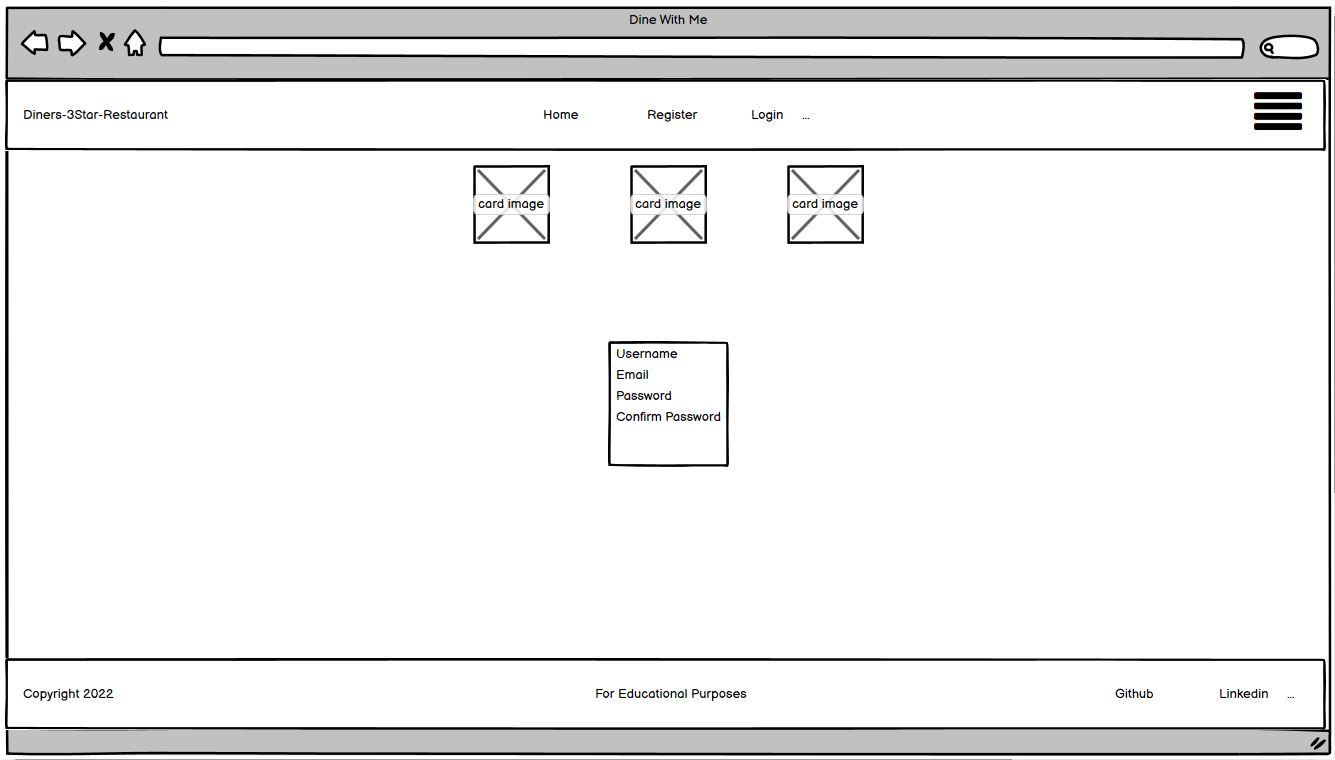 Dine With Me
Diners-3Star-Restaurant Home Register Login ...
card image card image card image
Username
Email
Password
Confirm Password
Copyright 2022 For Educational Purposes Github Linkedin ...